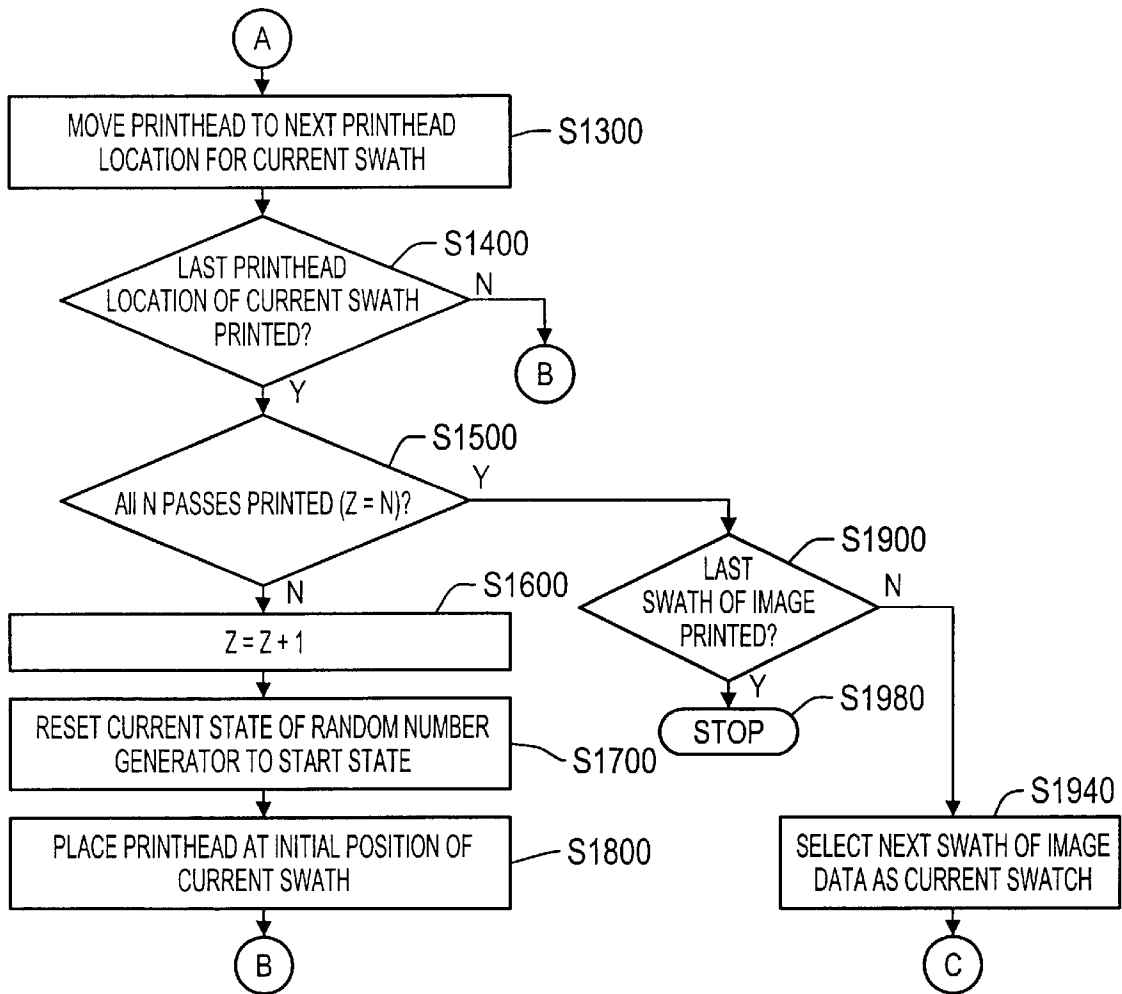 A
MOVE PRINTHEAD TO NEXT PRINTHEAD
LOCATION FOR CURRENT SWATH
S1300
S1400
LAST PRINTHEAD
LOCATION OF CURRENT SWATH
PRINTED?
N
B
Y
S1500
All N PASSES PRINTED (Z = N)?
Y
N
S1900
LAST
SWATH OF IMAGE
PRINTED?
N
Y
S1600
Z = Z + 1
S1980
STOP
RESET CURRENT STATE OF RANDOM NUMBER
GENERATOR TO START STATE
S1700
S1940
SELECT NEXT SWATH OF IMAGE
DATA AS CURRENT SWATCH
PLACE PRINTHEAD AT INITIAL POSITION OF
CURRENT SWATH
S1800
B
C